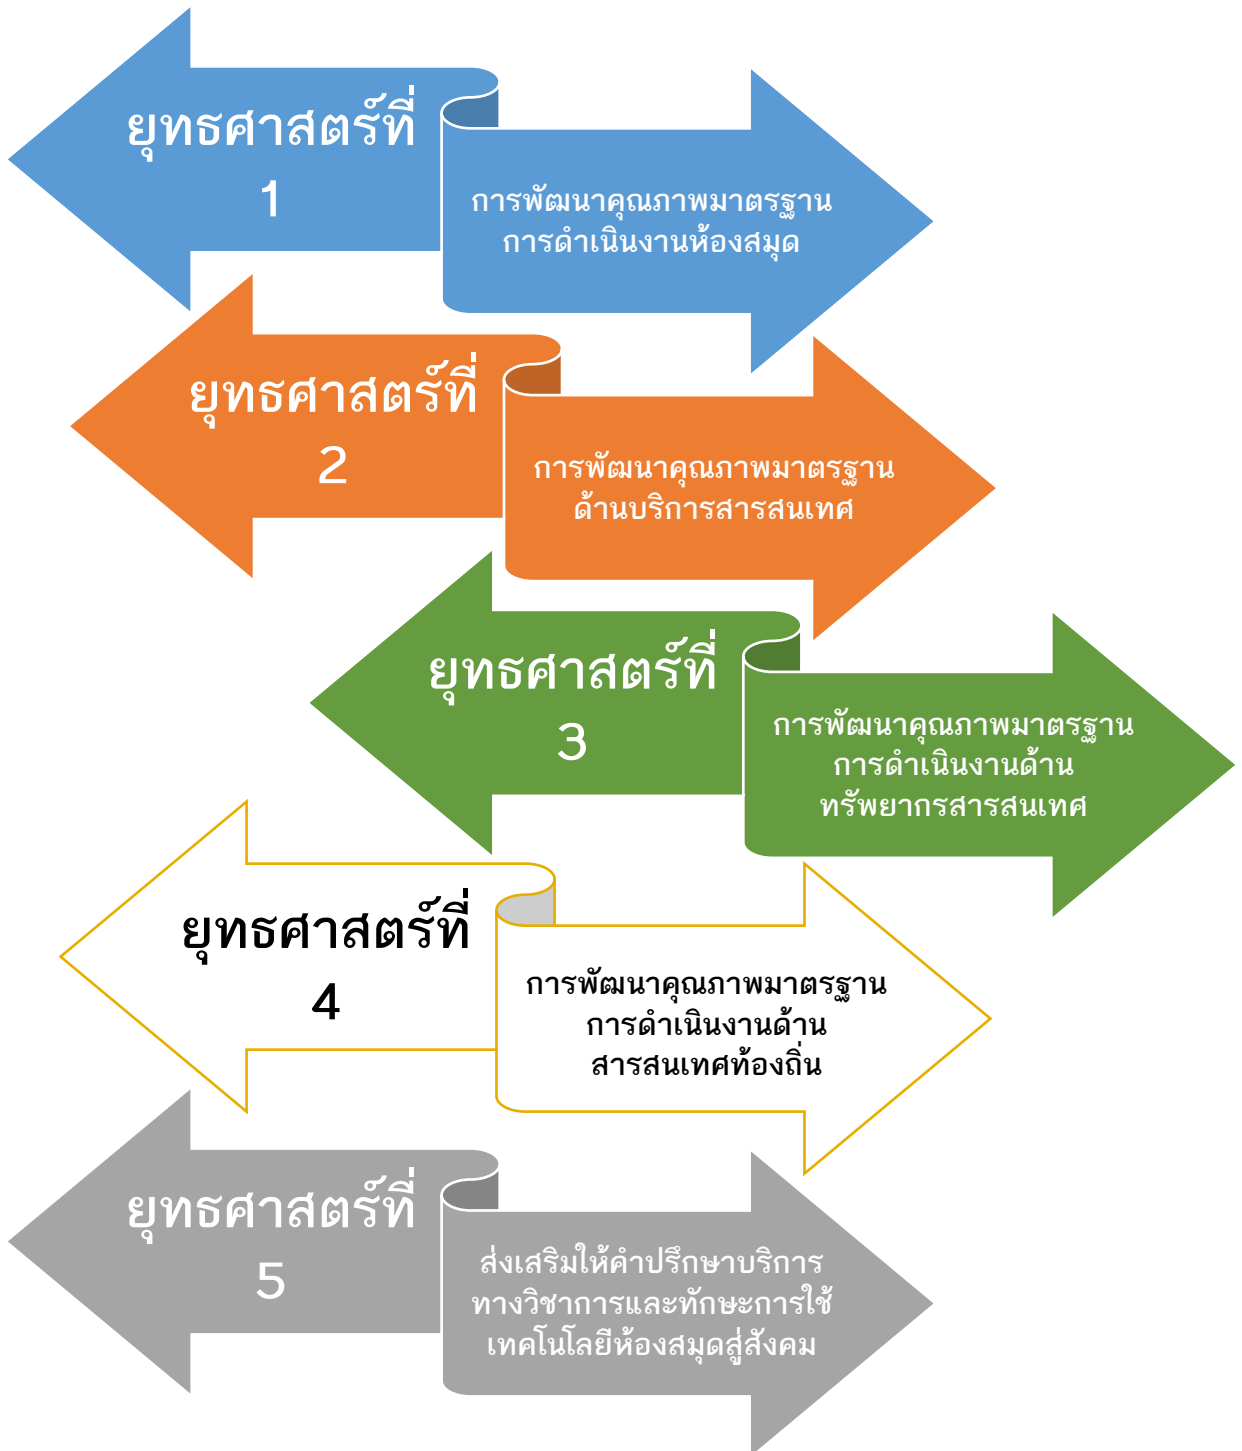 ยุทธศาสตร์ที่
1
การพัฒนาคุณภาพมาตรฐาน
การดำเนินงานห้องสมุด
ยุทธศาสตร์ที่
2
การพัฒนาคุณภาพมาตรฐาน
ด้านบริการสารสนเทศ
ยุทธศาสตร์ที่
3
การพัฒนาคุณภาพมาตรฐาน
การดำเนินงานด้าน
ทรัพยากรสารสนเทศ
ยุทธศาสตร์ที่
4
การพัฒนาคุณภาพมาตรฐาน
การดำเนินงานด้าน
สารสนเทศท้องถิ่น
ยุทธศาสตร์ที่
5
ส่งเสริมให้คำปรึกษาบริการ
ทางวิชาการและทักษะการใช้
เทคโนโลยีห้องสมุดสู่สังคม